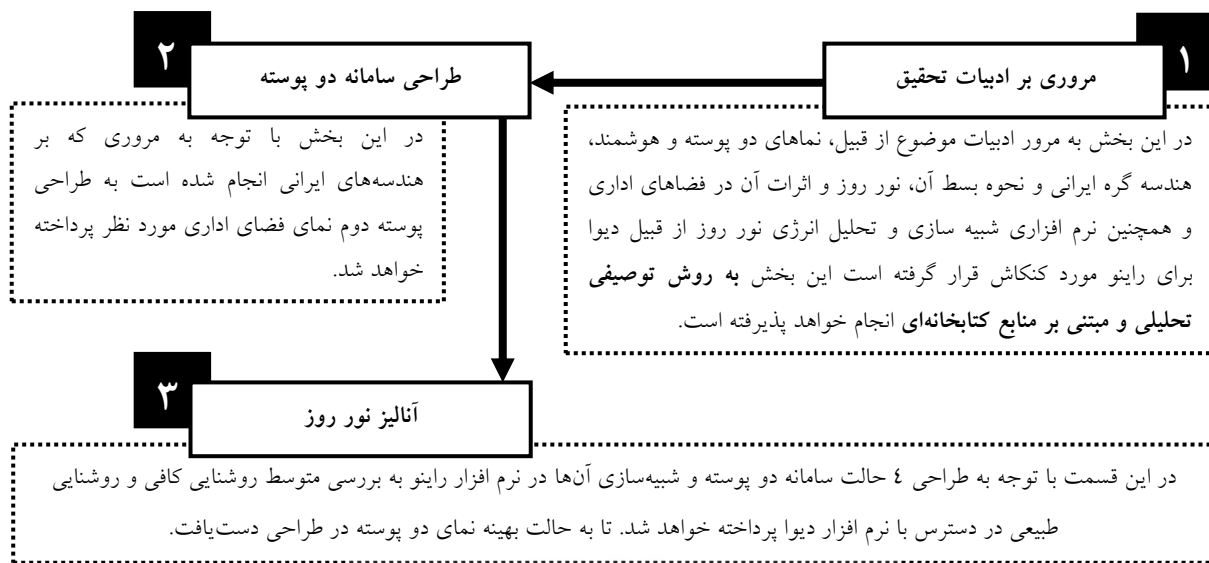 ۱
مروری بر ادبیات تحقیق
در این بخش به مرور ادبیات موضوع از قبیل، نماهای دو پوسته و هوشمند،
هندسه گره ایرانی و نحوه بسط آن، نور روز و اثرات آن در فضاهای اداری
و همچنین نرم افزاری شبیه سازی و تحلیل انرژی نور روز از قبیل دیوا
برای راینو مورد کنکاش قرار گرفته است این بخش به روش توصیفی
تحلیلی و مبتنی بر منابع کتابخانه‌ای انجام خواهد پذیرفته است.
۲
طراحی سامانه دو پوسته
در این بخش با توجه به مروری که بر
هندسه‌های ایرانی انجام شده است به طراحی
پوسته دوم نمای فضای اداری مورد نظر پرداخته
خواهد شد.
۳
آنالیز نور روز
در این قسمت با توجه به طراحی ٤ حالت سامانه دو پوسته و شبیه‌سازی آن‌ها در نرم افزار راینو به بررسی متوسط روشنایی کافی و روشنایی
طبیعی در دسترس با نرم افزار دیوا پرداخته خواهد شد. تا به حالت بهینه نمای دو پوسته در طراحی دست‌یافت.